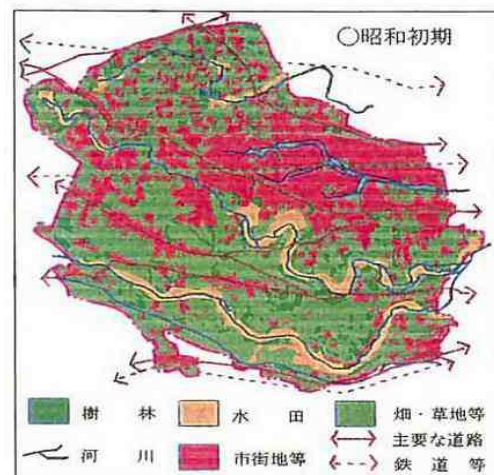 ○昭和初期
樹林 水田 畑・草地等
河川 市街地等 主要な道路
鉄道等